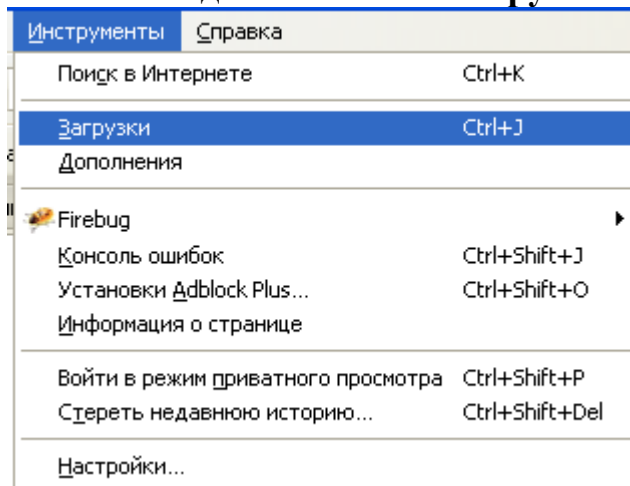 Инструменты Справка
Поиск в Интернете Ctrl+K
Загрузки Ctrl+J
Дополнения
Firebug
Консоль ошибок Ctrl+Shift+J
Установки Adblock Plus... Ctrl+Shift+O
Информация о странице
Войти в режим приватного просмотра Ctrl+Shift+P
Стереть недавнюю историю... Ctrl+Shift+Del
Настройки...